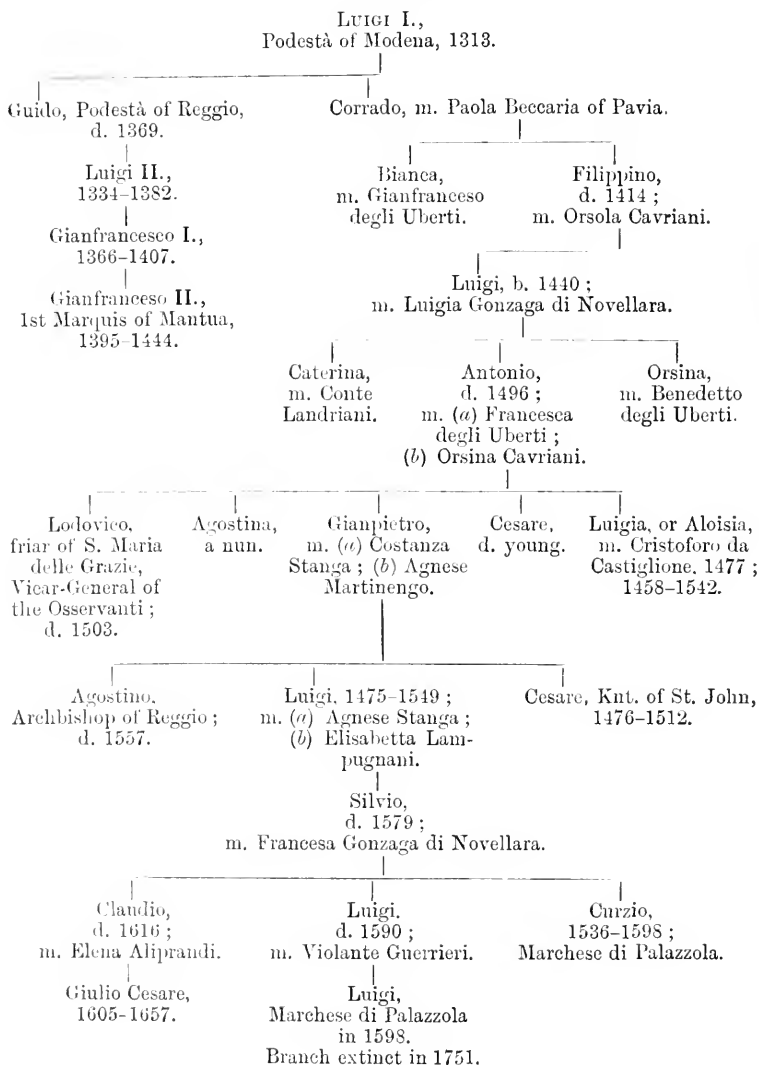 LUIGI I.,
Podestà of Modena, 1313.
Guido, Podestà of Reggio,
d. 1369.
Corrado, m. Paola Beccaria of Pavia.
Luigi II.,
1334-1382.
Bianca,
m. Gianfranceso
degli Uberti.
Filippino,
d. 1414 ;
m. Orsola Cavriani.
Gianfrancesco I.,
1366-1407.
Gianfranceso II.,
1st Marquis of Mantua,
1395-1444.
Luigi, b. 1440 ;
m. Luigia Gonzaga di Novellara.
Caterina,
m. Conte
Landriani.
Antonio,
d. 1496 ;
m. (a) Francesca
degli Uberti ;
(b) Orsina Cavriani.
Orsina,
m. Benedetto
degli Uberti.
Lodovico,
friar of S. Maria
delle Grazie,
Vicar-General of
the Osservanti ;
d. 1503.
Agostina,
a nun.
Gianpietro,
m. (a) Costanza
Stanga ; (b) Agnese
Martinengo.
Cesare,
d. young.
Luigia, or Aloisia,
m. Cristoforo da
Castiglione, 1477 ;
1458-1542.
Agostino,
Archbishop of Reggio ;
d. 1557.
Luigi, 1475-1549 ;
m. (a) Agnese Stanga ;
(b) Elisabetta Lam-
pugnani.
Cesare, Knt. of St. John,
1476-1512.
Silvio,
d. 1579 ;
m. Francesa Gonzaga di Novellara.
Claudio,
d. 1616 ;
m. Elena Aliprandi.
Giulio Cesare,
1605-1657.
Luigi.
d. 1590 ;
m. Violante Guerrieri.
Luigi,
Marchese di Palazzola
in 1598.
Branch extinct in 1751.
Curzio,
1536-1598 ;
Marchese di Palazzola.